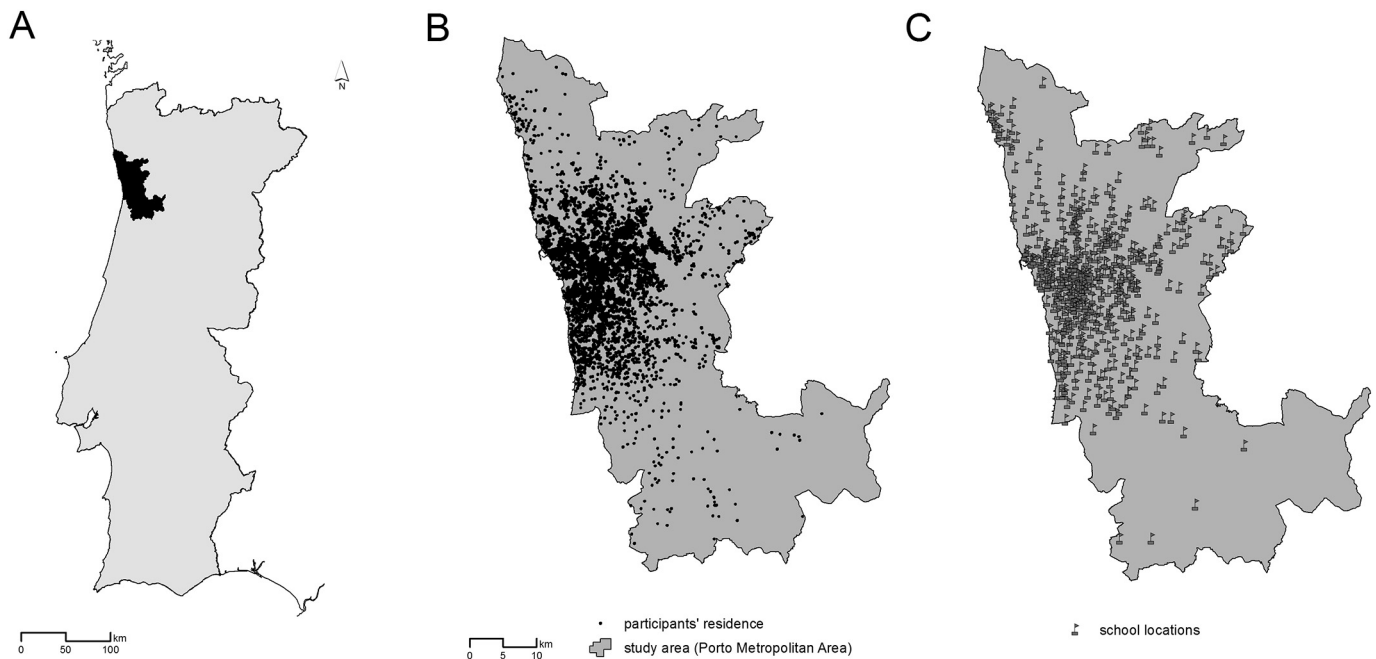 A
B
C
N
km
0 50 100
km
0 5 10
participants' residence
study area (Porto Metropolitan Area)
school locations